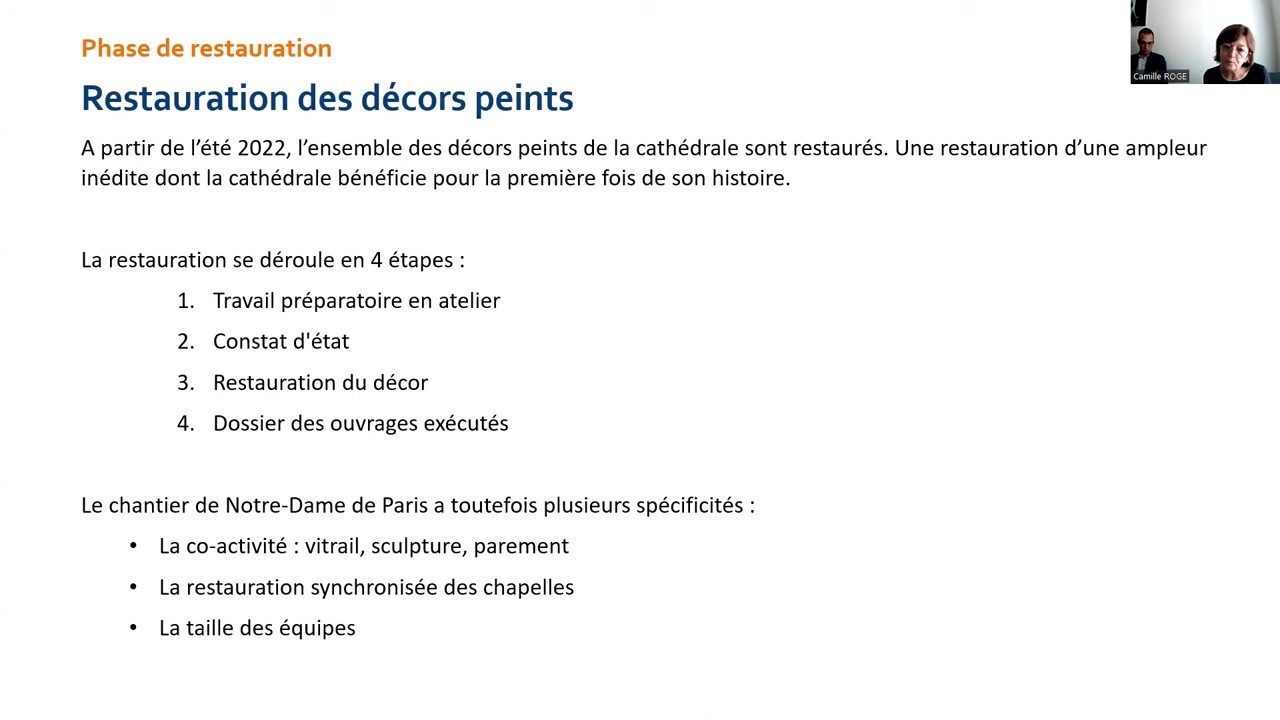 Phase de restauration
Restauration des décors peints
A partir de l’été 2022, l’ensemble des décors peints de la cathédrale sont restaurés. Une restauration d’une ampleur
inédite dont la cathédrale bénéficie pour la première fois de son histoire.
La restauration se déroule en 4 étapes :
1. Travail préparatoire en atelier
2. Constat d'état
3. Restauration du décor
4. Dossier des ouvrages exécutés
Le chantier de Notre-Dame de Paris a toutefois plusieurs spécificités :
• La co-activité : vitrail, sculpture, parement
• La restauration synchronisée des chapelles
• La taille des équipes
Camille ROGE